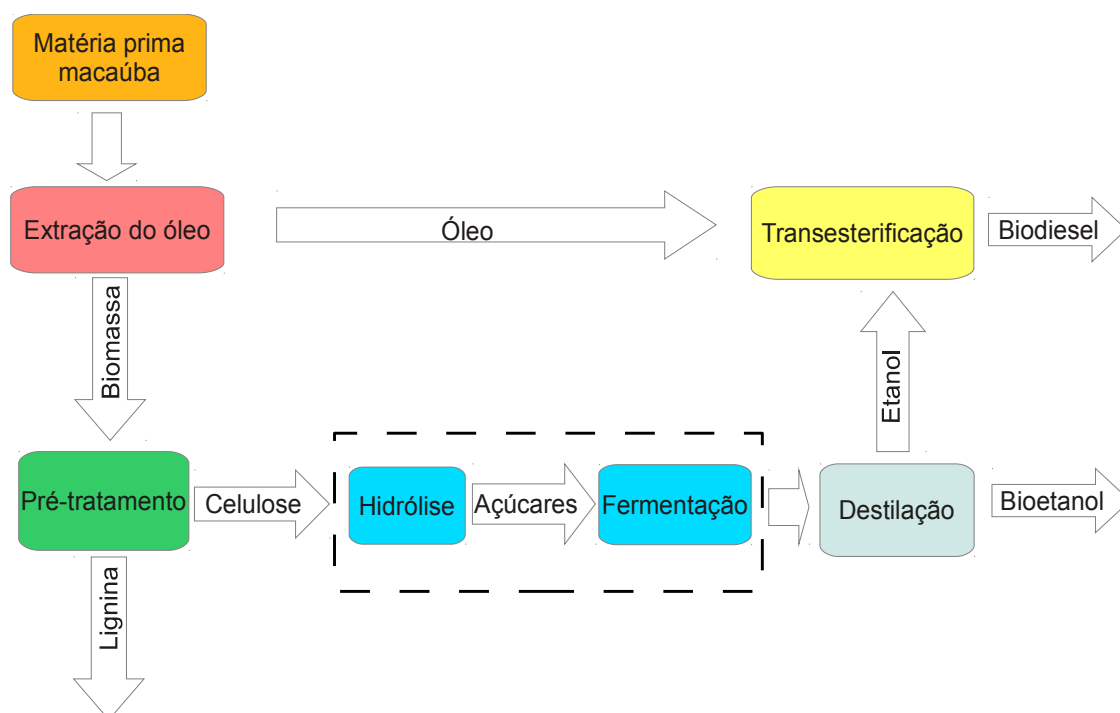 Matéria prima
macaúba
Extração do óleo
Óleo
Transesterificação
Biodiesel
Biomassa
Etanol
Pré-tratamento
Celulose
Hidrólise
Açúcares
Fermentação
Destilação
Bioetanol
Lignina